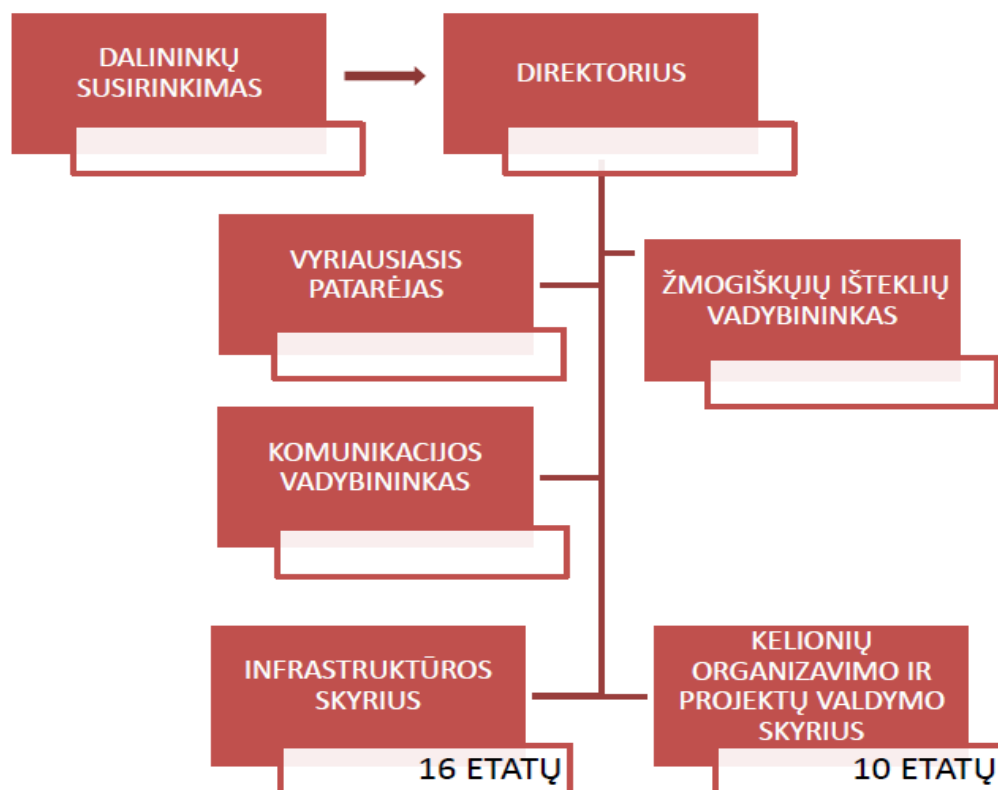 DALININKŲ
SUSIRINKIMAS
DIREKTORIUS
VYRIAUSIASIS
PATARĖJAS
ŽMOGIŠKŲJŲ IŠTEKLIŲ
VADYBININKAS
KOMUNIKACIJOS
VADYBININKAS
INFRASTRUKTŪROS
SKYRIUS
16 ETATŲ
KELIONIŲ
ORGANIZAVIMO IR
PROJEKTŲ VALDYMO
SKYRIUS
10 ETATŲ